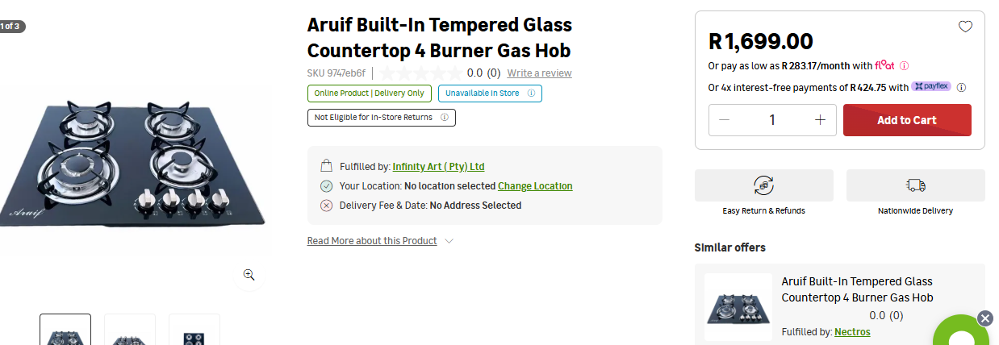 1 of 3
Aruif
Aruif Built-In Tempered Glass
Countertop 4 Burner Gas Hob
SKU 9747eb6f 0.0 (0) Write a review
Online Product | Delivery Only Unavailable In Store
Not Eligible for In-Store Returns
Fulfilled by: Infinity Art ( Pty) Ltd
Your Location: No location selected Change Location
Delivery Fee & Date: No Address Selected
Read More about this Product
R1,699.00
Or pay as low as R283.17/month with float
Or 4x interest-free payments of R424.75 with payflex
1
Add to Cart
Easy Return & Refunds
Nationwide Delivery
Similar offers
Aruif Built-In Tempered Glass
Countertop 4 Burner Gas Hob
0.0 (0)
Fulfilled by: Nectros